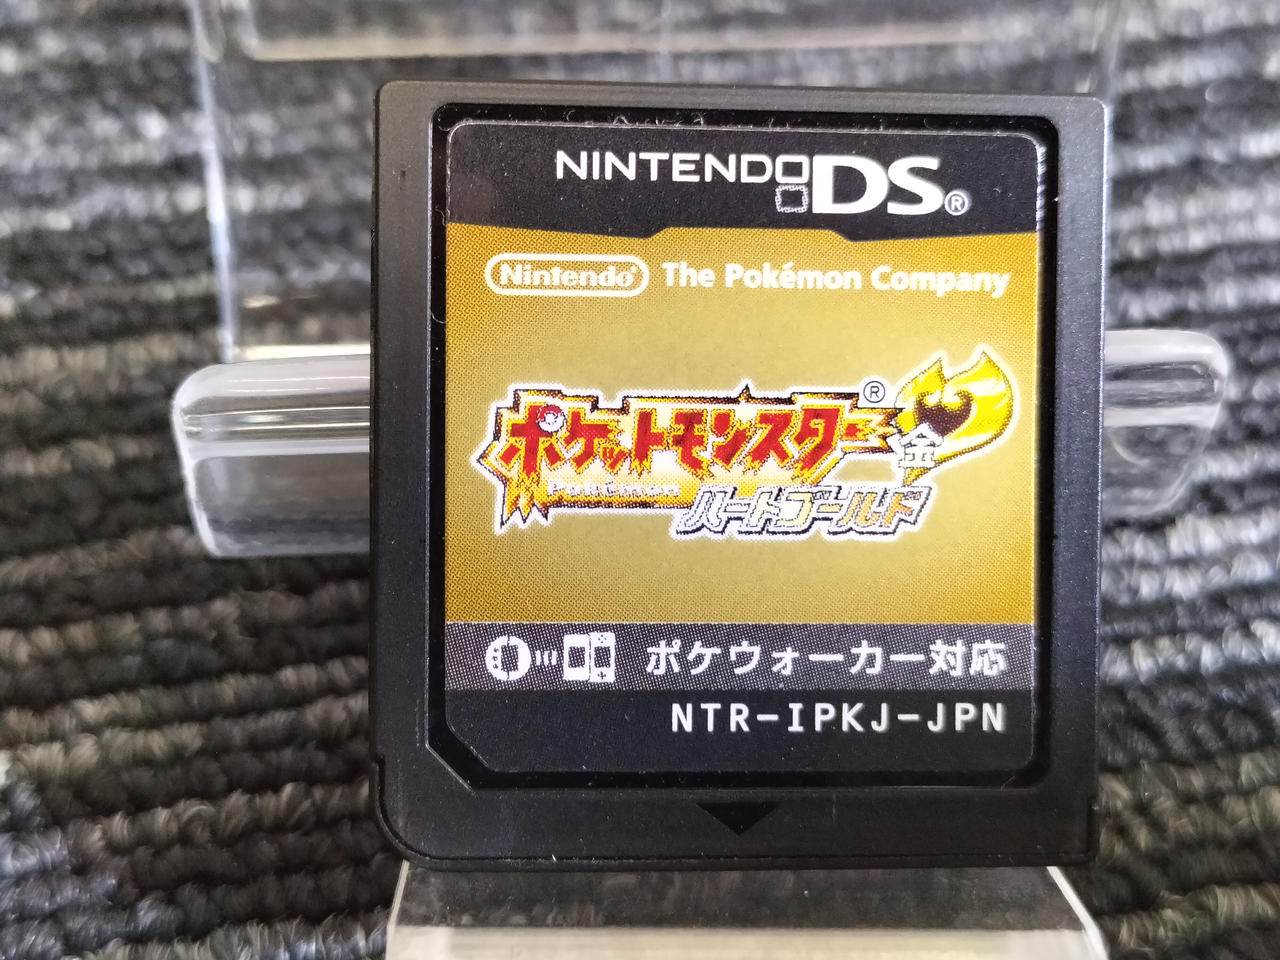 NINTENDO DS®
Nintendo® The Pokémon Company
ポケットモンスター®
Pokémon
金
ハートゴールド
ポケウォーカー対応
NTR-IPKJ-JPN